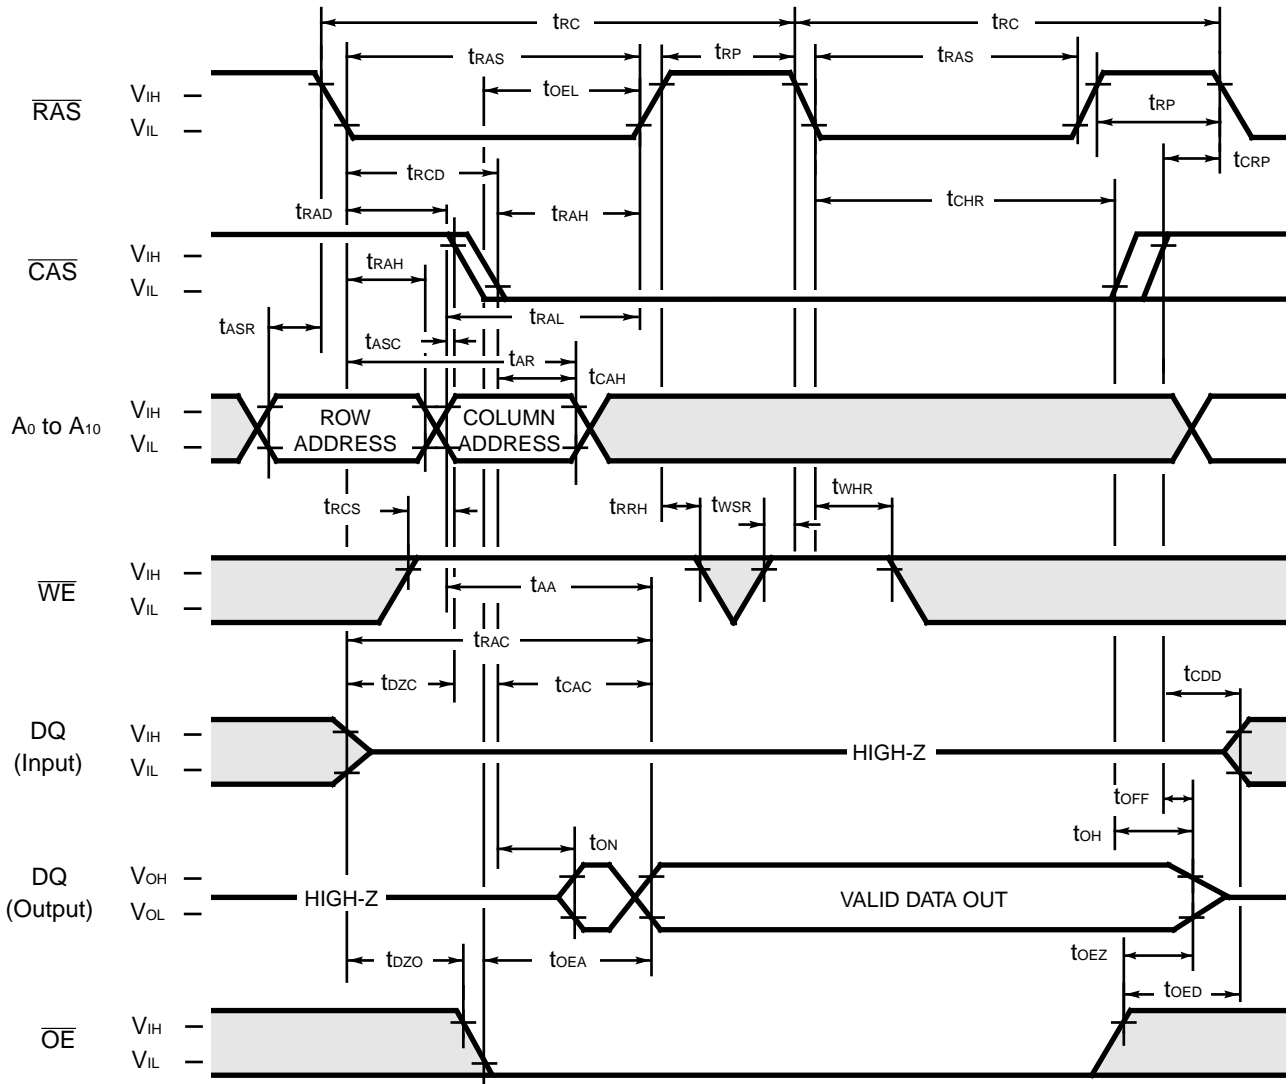 tRC tRC
tRAS tRP tRAS
tOEL
RAS VIH
VIL
tRP
tCRP
tRCD
tRAD tRAH tCHR
CAS VIH
VIL
tRAH
tASR tRAL
tASC tAR
tCAH
A0 to A10 VIH
VIL
ROW ADDRESS
COLUMN ADDRESS
tRCS tRRH tWSR tWHR
WE VIH
VIL
tAA
tRAC
tDZC tCAC tCDD
DQ (Input) VIH
VIL
HIGH-Z
tOFF
tON tOH
DQ (Output) VOH
VOL
HIGH-Z VALID DATA OUT
tDZO tOEA tOEZ
tOED
OE VIH
VIL